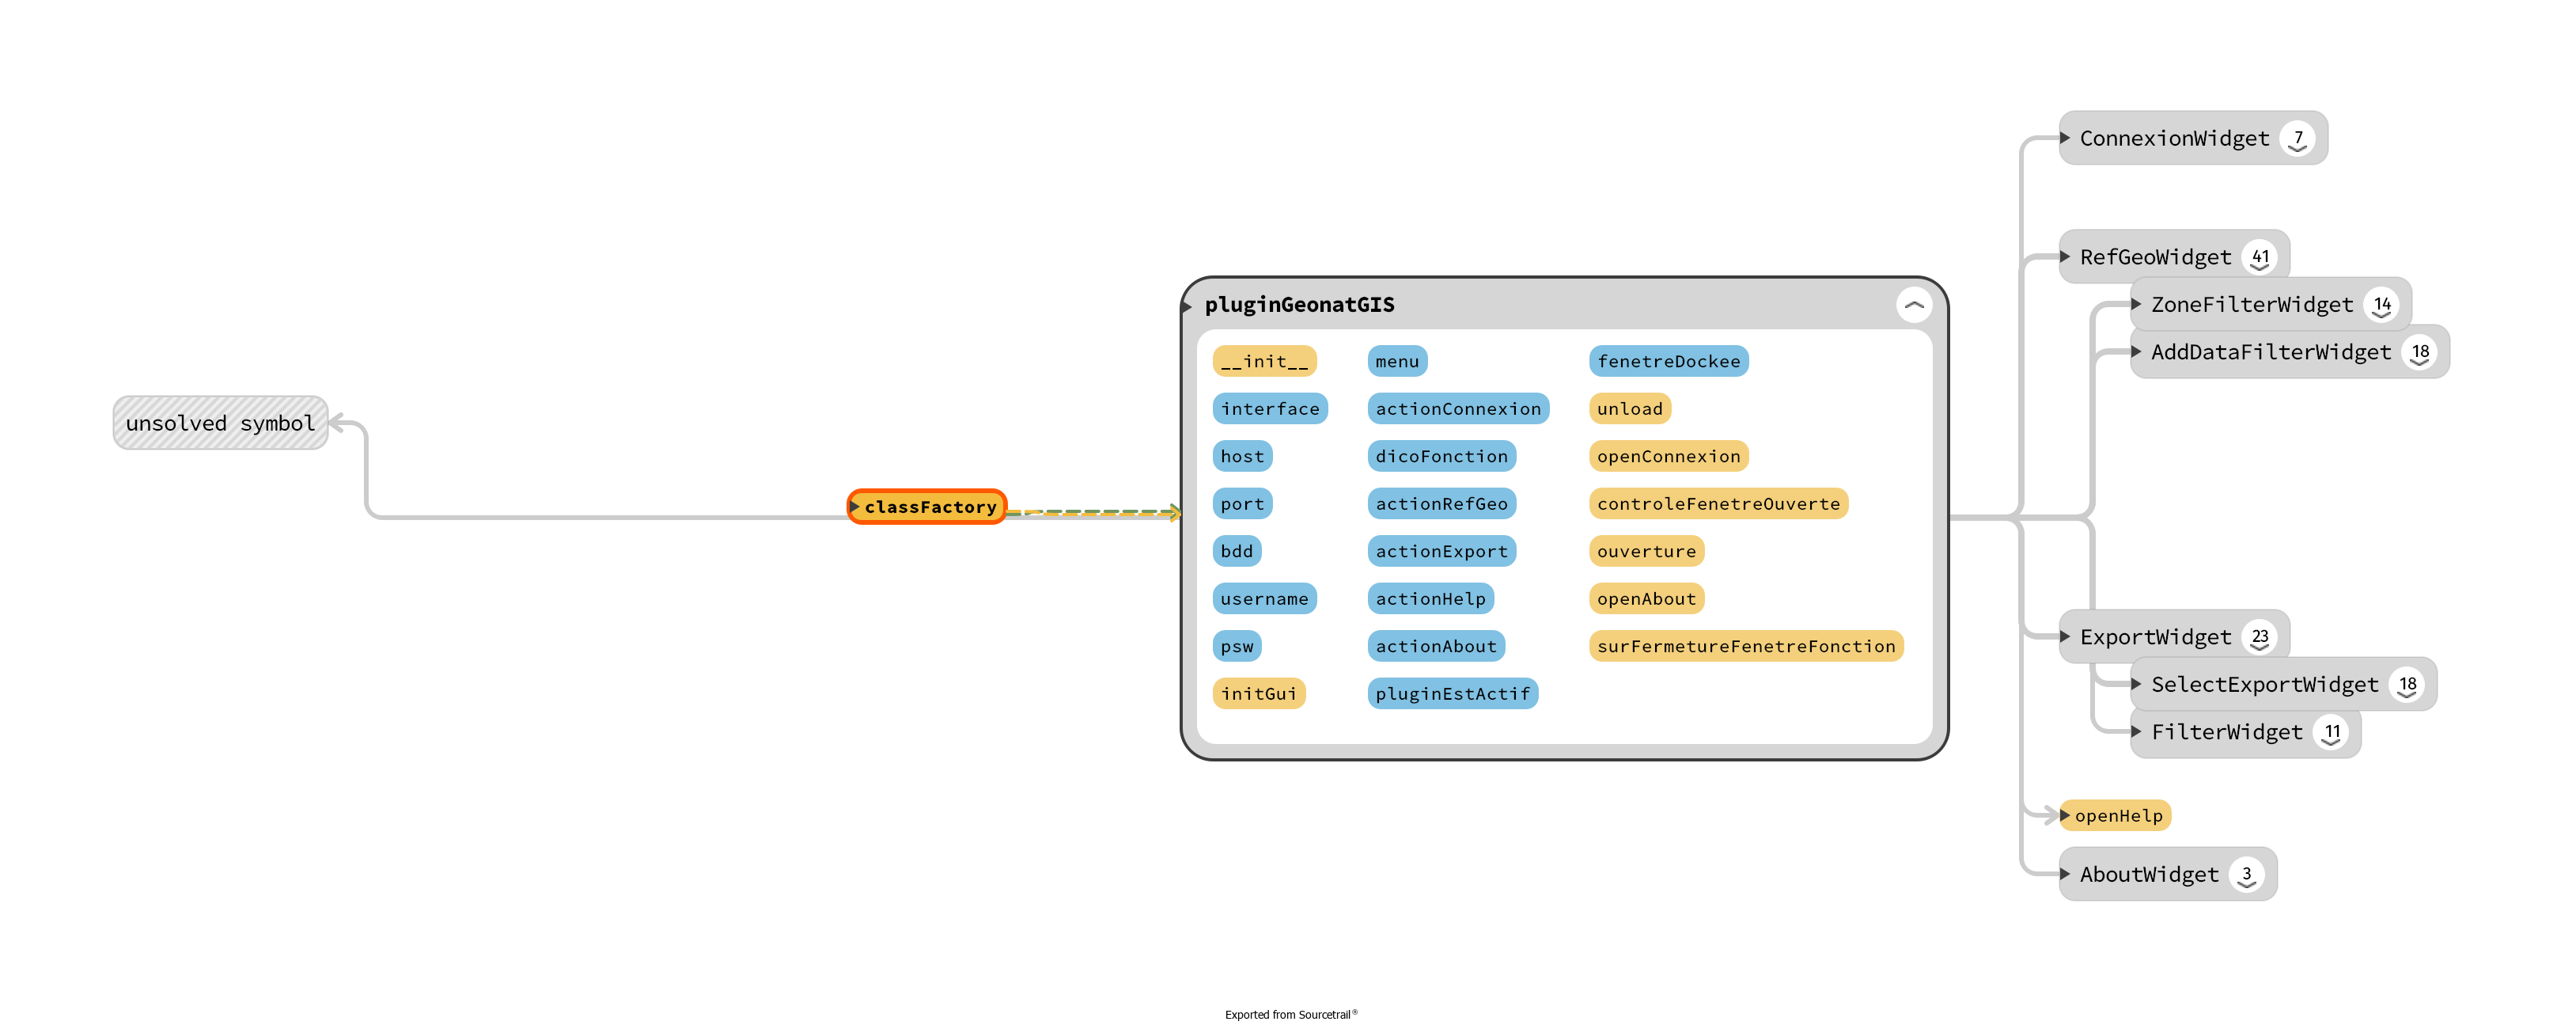 unsolved symbol
classFactory
pluginGeonatGIS
__init__ menu fenetreDockee
interface actionConnexion unload
host dicoFonction openConnexion
port actionRefGeo controleFenetreOuverte
bdd actionExport ouverture
username actionHelp openAbout
psw actionAbout surFermetureFenetreFonction
initGui pluginEstActif
ConnexionWidget 7
RefGeoWidget 41
ZoneFilterWidget 14
AddDataFilterWidget 18
ExportWidget 23
SelectExportWidget 18
FilterWidget 11
openHelp
AboutWidget 3
Exported from Sourcetrail®